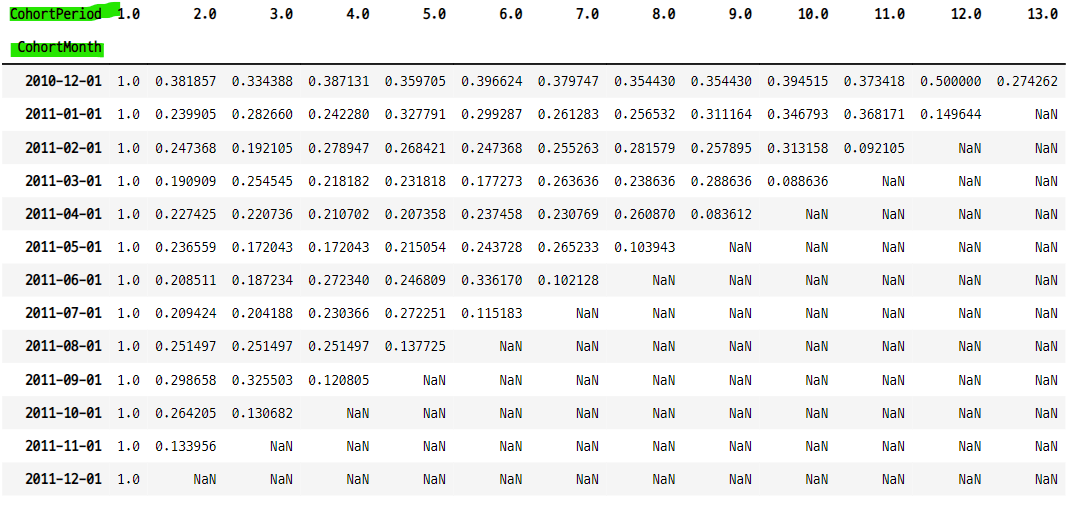 CohortPeriod 1.0 2.0 3.0 4.0 5.0 6.0 7.0 8.0 9.0 10.0 11.0 12.0 13.0
CohortMonth
2010-12-01 1.0 0.381857 0.334388 0.387131 0.359705 0.396624 0.379747 0.354430 0.354430 0.394515 0.373418 0.500000 0.274262
2011-01-01 1.0 0.239905 0.282660 0.242280 0.327791 0.299287 0.261283 0.256532 0.311164 0.346793 0.368171 0.149644 NaN
2011-02-01 1.0 0.247368 0.192105 0.278947 0.268421 0.247368 0.255263 0.281579 0.257895 0.313158 0.092105 NaN NaN
2011-03-01 1.0 0.190909 0.254545 0.218182 0.231818 0.177273 0.263636 0.238636 0.288636 0.088636 NaN NaN NaN
2011-04-01 1.0 0.227425 0.220736 0.210702 0.207358 0.237458 0.230769 0.260870 0.083612 NaN NaN NaN NaN
2011-05-01 1.0 0.236559 0.172043 0.172043 0.215054 0.243728 0.265233 0.103943 NaN NaN NaN NaN NaN
2011-06-01 1.0 0.208511 0.187234 0.272340 0.246809 0.336170 0.102128 NaN NaN NaN NaN NaN NaN
2011-07-01 1.0 0.209424 0.204188 0.230366 0.272251 0.115183 NaN NaN NaN NaN NaN NaN NaN
2011-08-01 1.0 0.251497 0.251497 0.251497 0.137725 NaN NaN NaN NaN NaN NaN NaN NaN
2011-09-01 1.0 0.298658 0.325503 0.120805 NaN NaN NaN NaN NaN NaN NaN NaN NaN
2011-10-01 1.0 0.264205 0.130682 NaN NaN NaN NaN NaN NaN NaN NaN NaN NaN
2011-11-01 1.0 0.133956 NaN NaN NaN NaN NaN NaN NaN NaN NaN NaN NaN
2011-12-01 1.0 NaN NaN NaN NaN NaN NaN NaN NaN NaN NaN NaN NaN